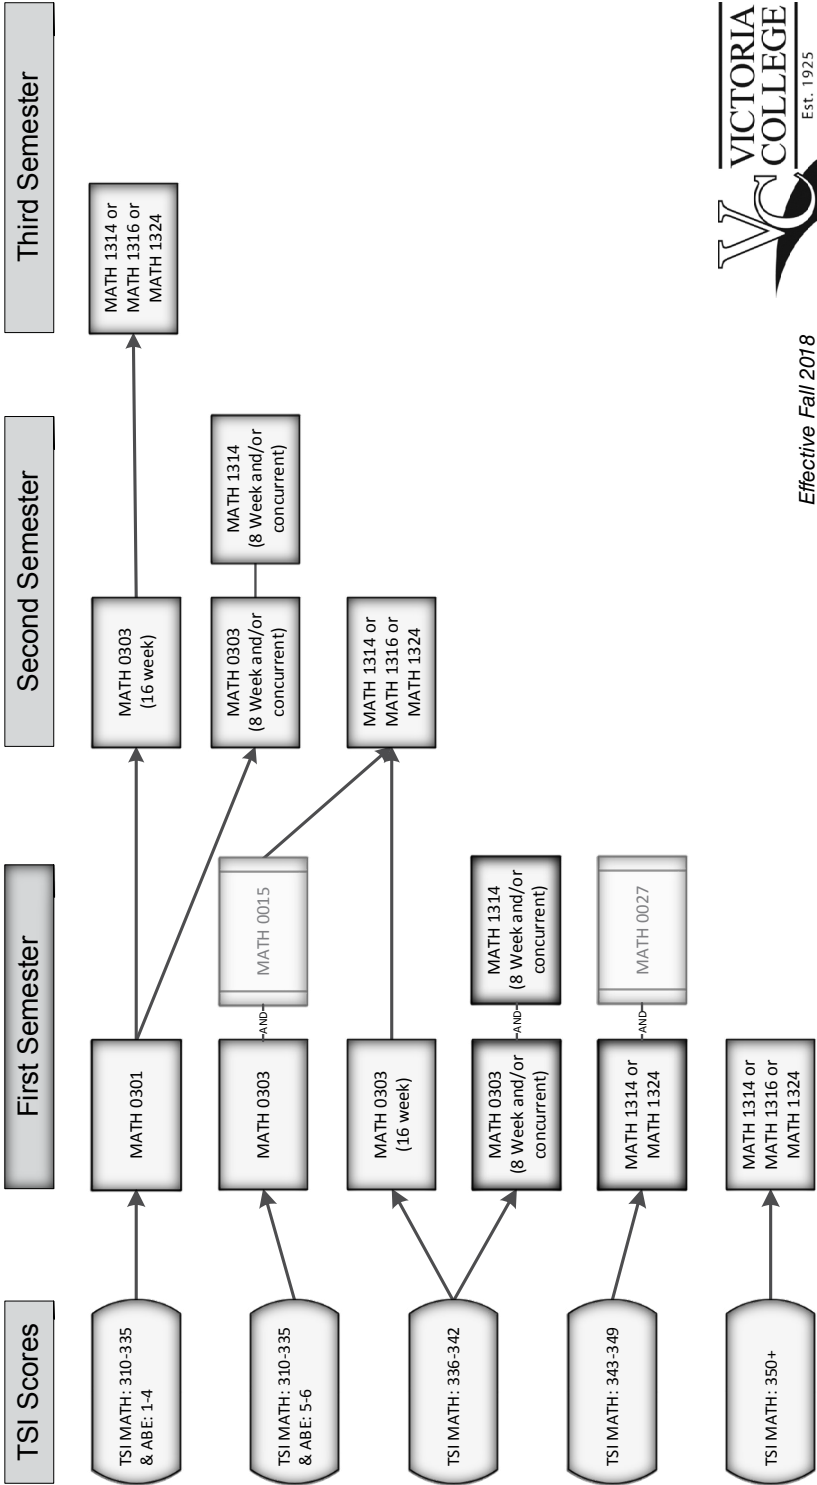 TSI Scores
First Semester
Second Semester
Third Semester
TSI MATH: 310-335
& ABE: 1-4
MATH 0301
MATH 0303
(16 week)
MATH 1314 or
MATH 1316 or
MATH 1324
MATH 0303
(8 Week and/or
concurrent)
MATH 1314
(8 Week and/or
concurrent)
TSI MATH: 310-335
& ABE: 5-6
MATH 0303
AND
MATH 0015
MATH 1314 or
MATH 1316 or
MATH 1324
TSI MATH: 336-342
MATH 0303
(16 week)
MATH 0303
(8 Week and/or
concurrent)
AND
MATH 1314
(8 Week and/or
concurrent)
TSI MATH: 343-349
MATH 1314 or
MATH 1324
AND
MATH 0027
TSI MATH: 350+
MATH 1314 or
MATH 1316 or
MATH 1324
Effective Fall 2018
VC
VICTORIA
COLLEGE
Est. 1925